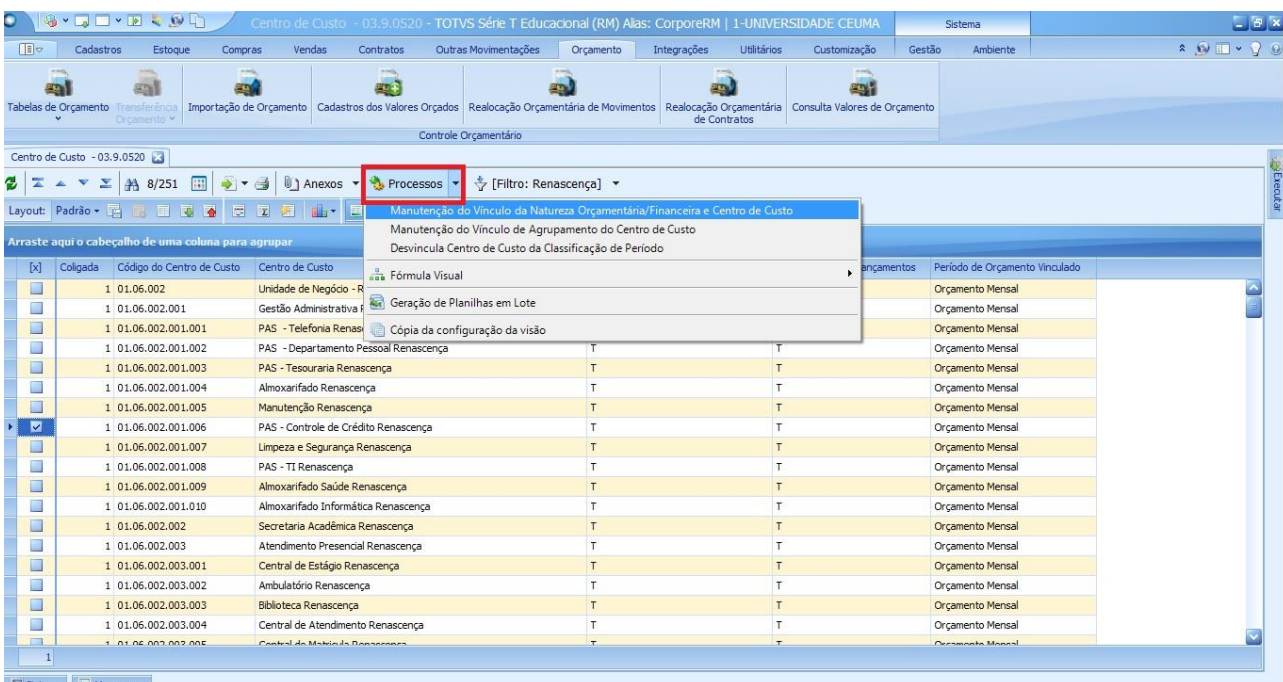 Centro de Custo - 03.9.0520 - TOTVS Série T Educacional (RM) Alias: CorporeRM | 1-UNIVERSIDADE CEUMA
Sistema
Cadastros Estoque Compras Vendas Contratos Outras Movimentações Orçamento Integrações Utilitários Customização Gestão Ambiente
Tabelas de Orçamento
Transferência Orçamento
Importação de Orçamento
Cadastros dos Valores Orçados
Realocação Orçamentária de Movimentos
Realocação Orçamentária de Contratos
Consulta Valores de Orçamento
Controle Orçamentário
Centro de Custo - 03.9.0520
8/251 Anexos Processos [Filtro: Renascença]
Executar
Layout: Padrão
Manutenção do Vínculo da Natureza Orçamentária/Financeira e Centro de Custo
Manutenção do Vínculo de Agrupamento do Centro de Custo
Desvincula Centro de Custo da Classificação de Período
Fórmula Visual
Geração de Planilhas em Lote
Cópia da configuração da visão
Arraste aqui o cabeçalho de uma coluna para agrupar
[x] Coligada Código do Centro de Custo Centro de Custo ançamentos Período de Orçamento Vinculado
1 01.06.002 Unidade de Negócio - R Orçamento Mensal
1 01.06.002.001 Gestão Administrativa Orçamento Mensal
1 01.06.002.001.001 PAS - Telefonia Renas Orçamento Mensal
1 01.06.002.001.002 PAS - Departamento Pessoal Renascença T T Orçamento Mensal
1 01.06.002.001.003 PAS - Tesouraria Renascença T T Orçamento Mensal
1 01.06.002.001.004 Almoxarifado Renascença T T Orçamento Mensal
1 01.06.002.001.005 Manutenção Renascença T T Orçamento Mensal
1 01.06.002.001.006 PAS - Controle de Crédito Renascença T T Orçamento Mensal
1 01.06.002.001.007 Limpeza e Segurança Renascença T T Orçamento Mensal
1 01.06.002.001.008 PAS - TI Renascença T T Orçamento Mensal
1 01.06.002.001.009 Almoxarifado Saúde Renascença T T Orçamento Mensal
1 01.06.002.001.010 Almoxarifado Informática Renascença T T Orçamento Mensal
1 01.06.002.002 Secretaria Acadêmica Renascença T T Orçamento Mensal
1 01.06.002.003 Atendimento Presencial Renascença T T Orçamento Mensal
1 01.06.002.003.001 Central de Estágio Renascença T T Orçamento Mensal
1 01.06.002.003.002 Ambulatório Renascença T T Orçamento Mensal
1 01.06.002.003.003 Biblioteca Renascença T T Orçamento Mensal
1 01.06.002.003.004 Central de Atendimento Renascença T T Orçamento Mensal
1 01.06.002.003.005 Central de Matrícula Renascença T T Orçamento Mensal
1